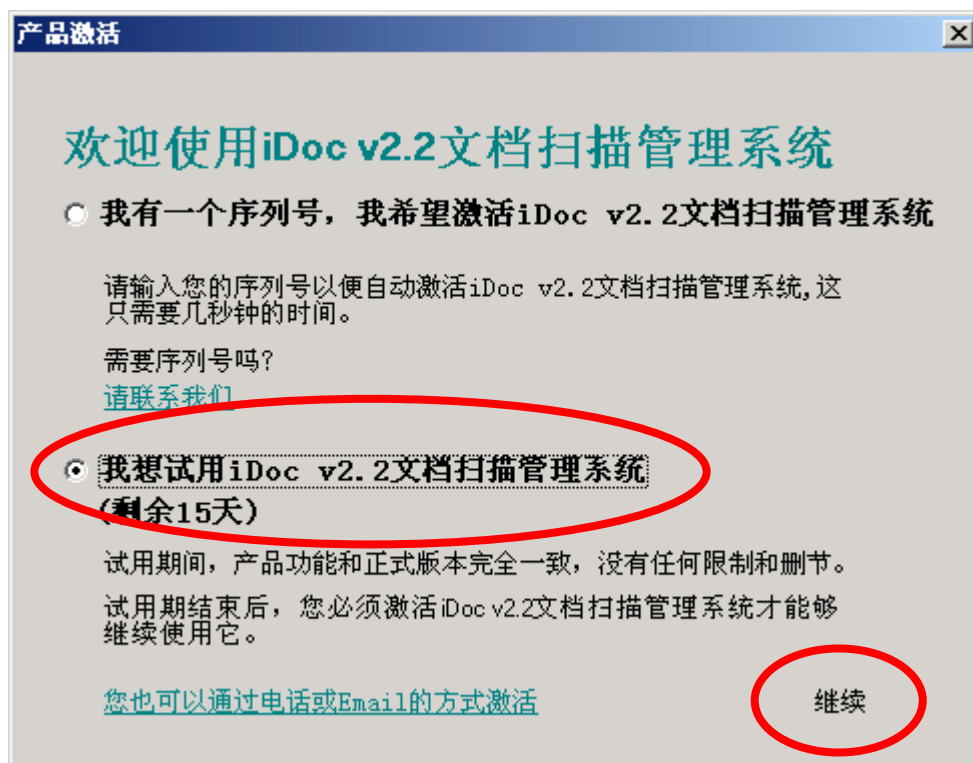 产品激活
欢迎使用iDoc v2.2文档扫描管理系统
我有一个序列号，我希望激活iDoc v2.2文档扫描管理系统
请输入您的序列号以便自动激活iDoc v2.2文档扫描管理系统,这
只需要几秒钟的时间。
需要序列号吗?
请联系我们
我想试用iDoc v2.2文档扫描管理系统
(剩余15天)
试用期间，产品功能和正式版本完全一致，没有任何限制和删节。
试用期结束后，您必须激活iDoc v2.2文档扫描管理系统才能够
继续使用它。
您也可以通过电话或Email的方式激活
继续